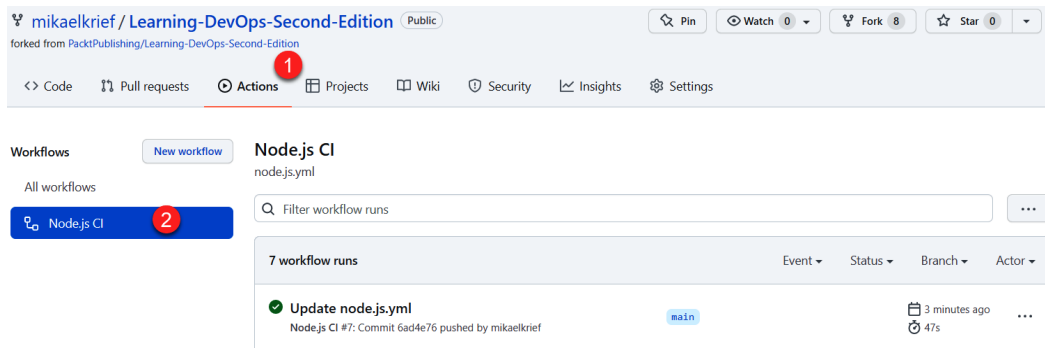 mikaelkrief / Learning-DevOps-Second-Edition Public
Pin Watch 0 Fork 8 Star 0
forked from PacktPublishing/Learning-DevOps-Second-Edition
1
<> Code Pull requests Actions Projects Wiki Security Insights Settings
Workflows New workflow
All workflows
Node.js CI 2
Node.js CI
node.js.yml
Filter workflow runs
7 workflow runs Event Status Branch Actor
Update node.js.yml
Node.js CI #7: Commit 6ad4e76 pushed by mikaelkrief
main
3 minutes ago
47s